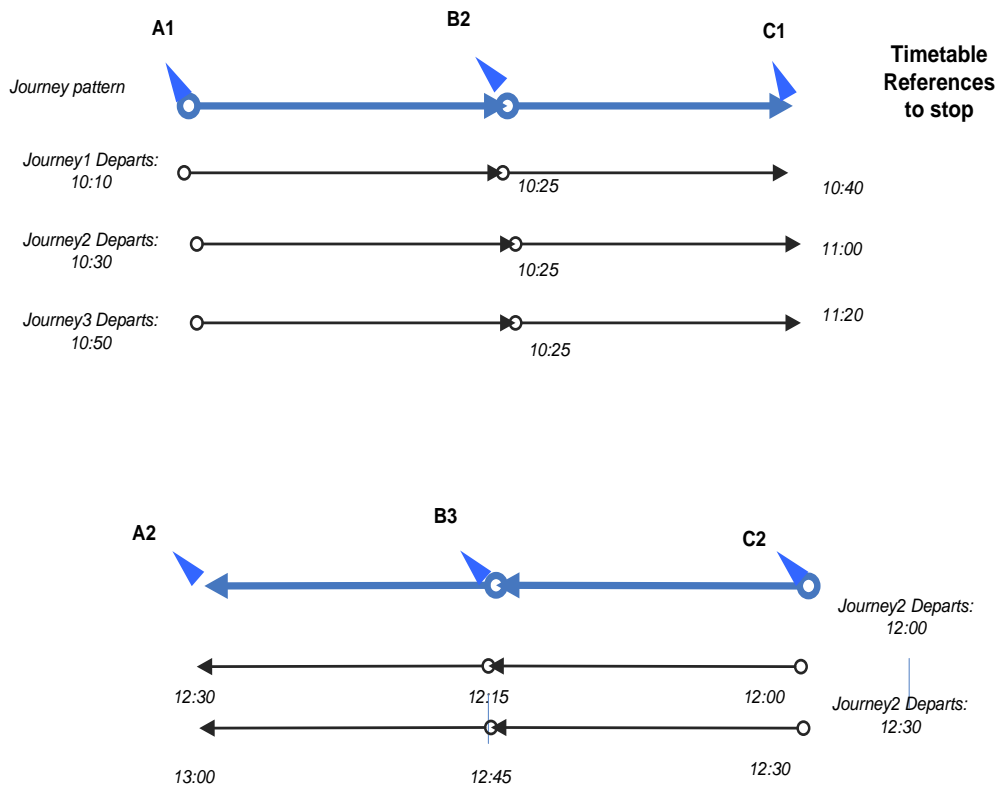 A1
B2
C1
Timetable
References
to stop
Journey pattern
Journey1 Departs:
10:10
10:25
10:40
Journey2 Departs:
10:30
10:25
11:00
Journey3 Departs:
10:50
10:25
11:20
A2
B3
C2
Journey2 Departs:
12:00
12:30
12:15
12:00
Journey2 Departs:
12:30
13:00
12:45
12:30